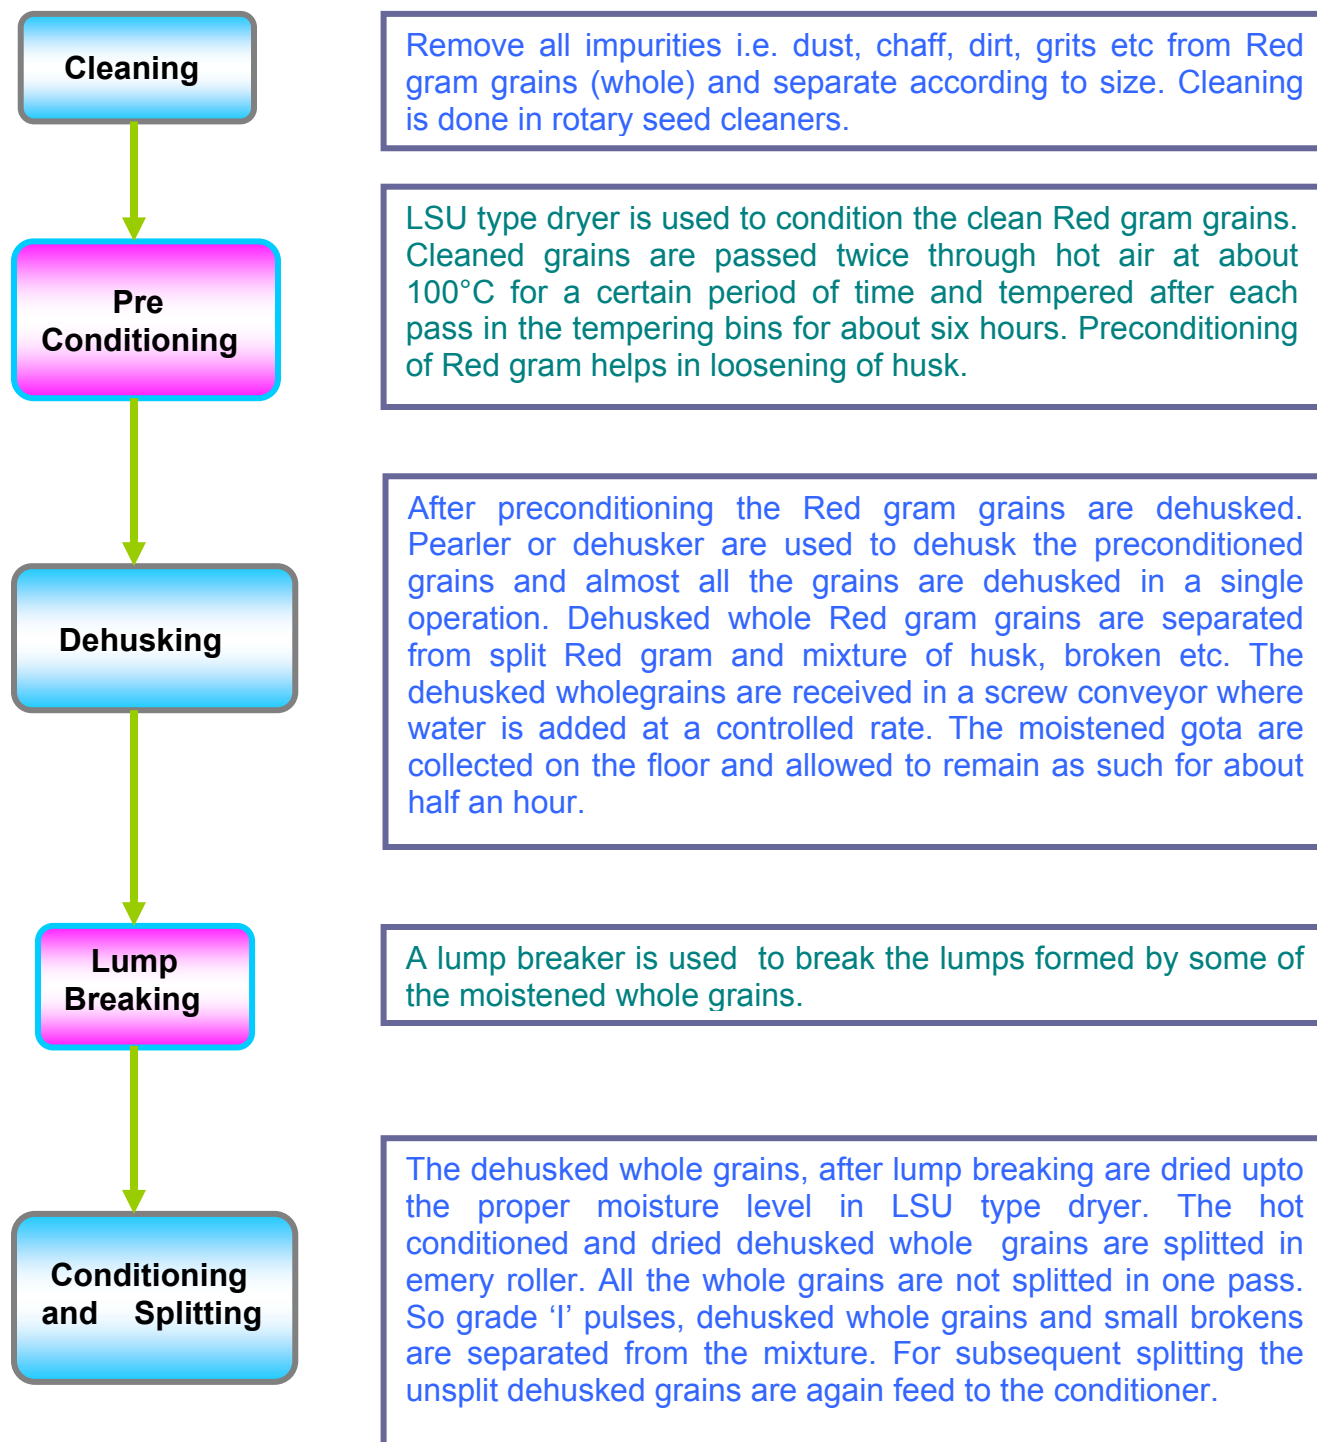 Cleaning
Remove all impurities i.e. dust, chaff, dirt, grits etc from Red
gram grains (whole) and separate according to size. Cleaning
is done in rotary seed cleaners.
Pre
Conditioning
LSU type dryer is used to condition the clean Red gram grains.
Cleaned grains are passed twice through hot air at about
100°C for a certain period of time and tempered after each
pass in the tempering bins for about six hours. Preconditioning
of Red gram helps in loosening of husk.
Dehusking
After preconditioning the Red gram grains are dehusked.
Pearler or dehusker are used to dehusk the preconditioned
grains and almost all the grains are dehusked in a single
operation. Dehusked whole Red gram grains are separated
from split Red gram and mixture of husk, broken etc. The
dehusked wholegrains are received in a screw conveyor where
water is added at a controlled rate. The moistened gota are
collected on the floor and allowed to remain as such for about
half an hour.
Lump
Breaking
A lump breaker is used to break the lumps formed by some of
the moistened whole grains.
Conditioning
and Splitting
The dehusked whole grains, after lump breaking are dried upto
the proper moisture level in LSU type dryer. The hot
conditioned and dried dehusked whole grains are splitted in
emery roller. All the whole grains are not splitted in one pass.
So grade ‘I’ pulses, dehusked whole grains and small brokens
are separated from the mixture. For subsequent splitting the
unsplit dehusked grains are again feed to the conditioner.